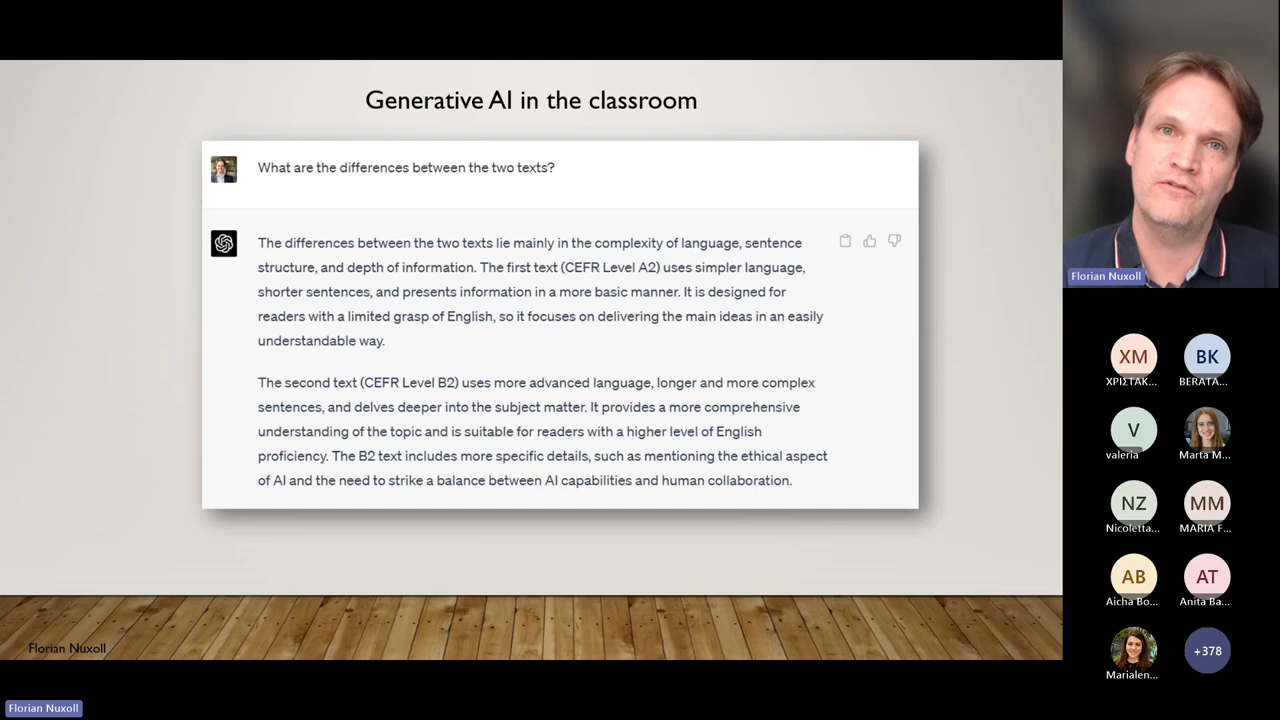 Generative AI in the classroom
What are the differences between the two texts?
The differences between the two texts lie mainly in the complexity of language, sentence
structure, and depth of information. The first text (CEFR Level A2) uses simpler language,
shorter sentences, and presents information in a more basic manner. It is designed for
readers with a limited grasp of English, so it focuses on delivering the main ideas in an easily
understandable way.
The second text (CEFR Level B2) uses more advanced language, longer and more complex
sentences, and delves deeper into the subject matter. It provides a more comprehensive
understanding of the topic and is suitable for readers with a higher level of English
proficiency. The B2 text includes more specific details, such as mentioning the ethical aspect
of AI and the need to strike a balance between AI capabilities and human collaboration.
Florian Nuxoll
Florian Nuxoll
Florian Nuxoll
XM
BK
ΧΡΙΣΤΑΚ...
BERATA...
V
valeria
Marta M...
NZ
MM
Nicoletta...
MARIA F...
AB
AT
Aicha Bo...
Anita Ba...
+378
Marialen...